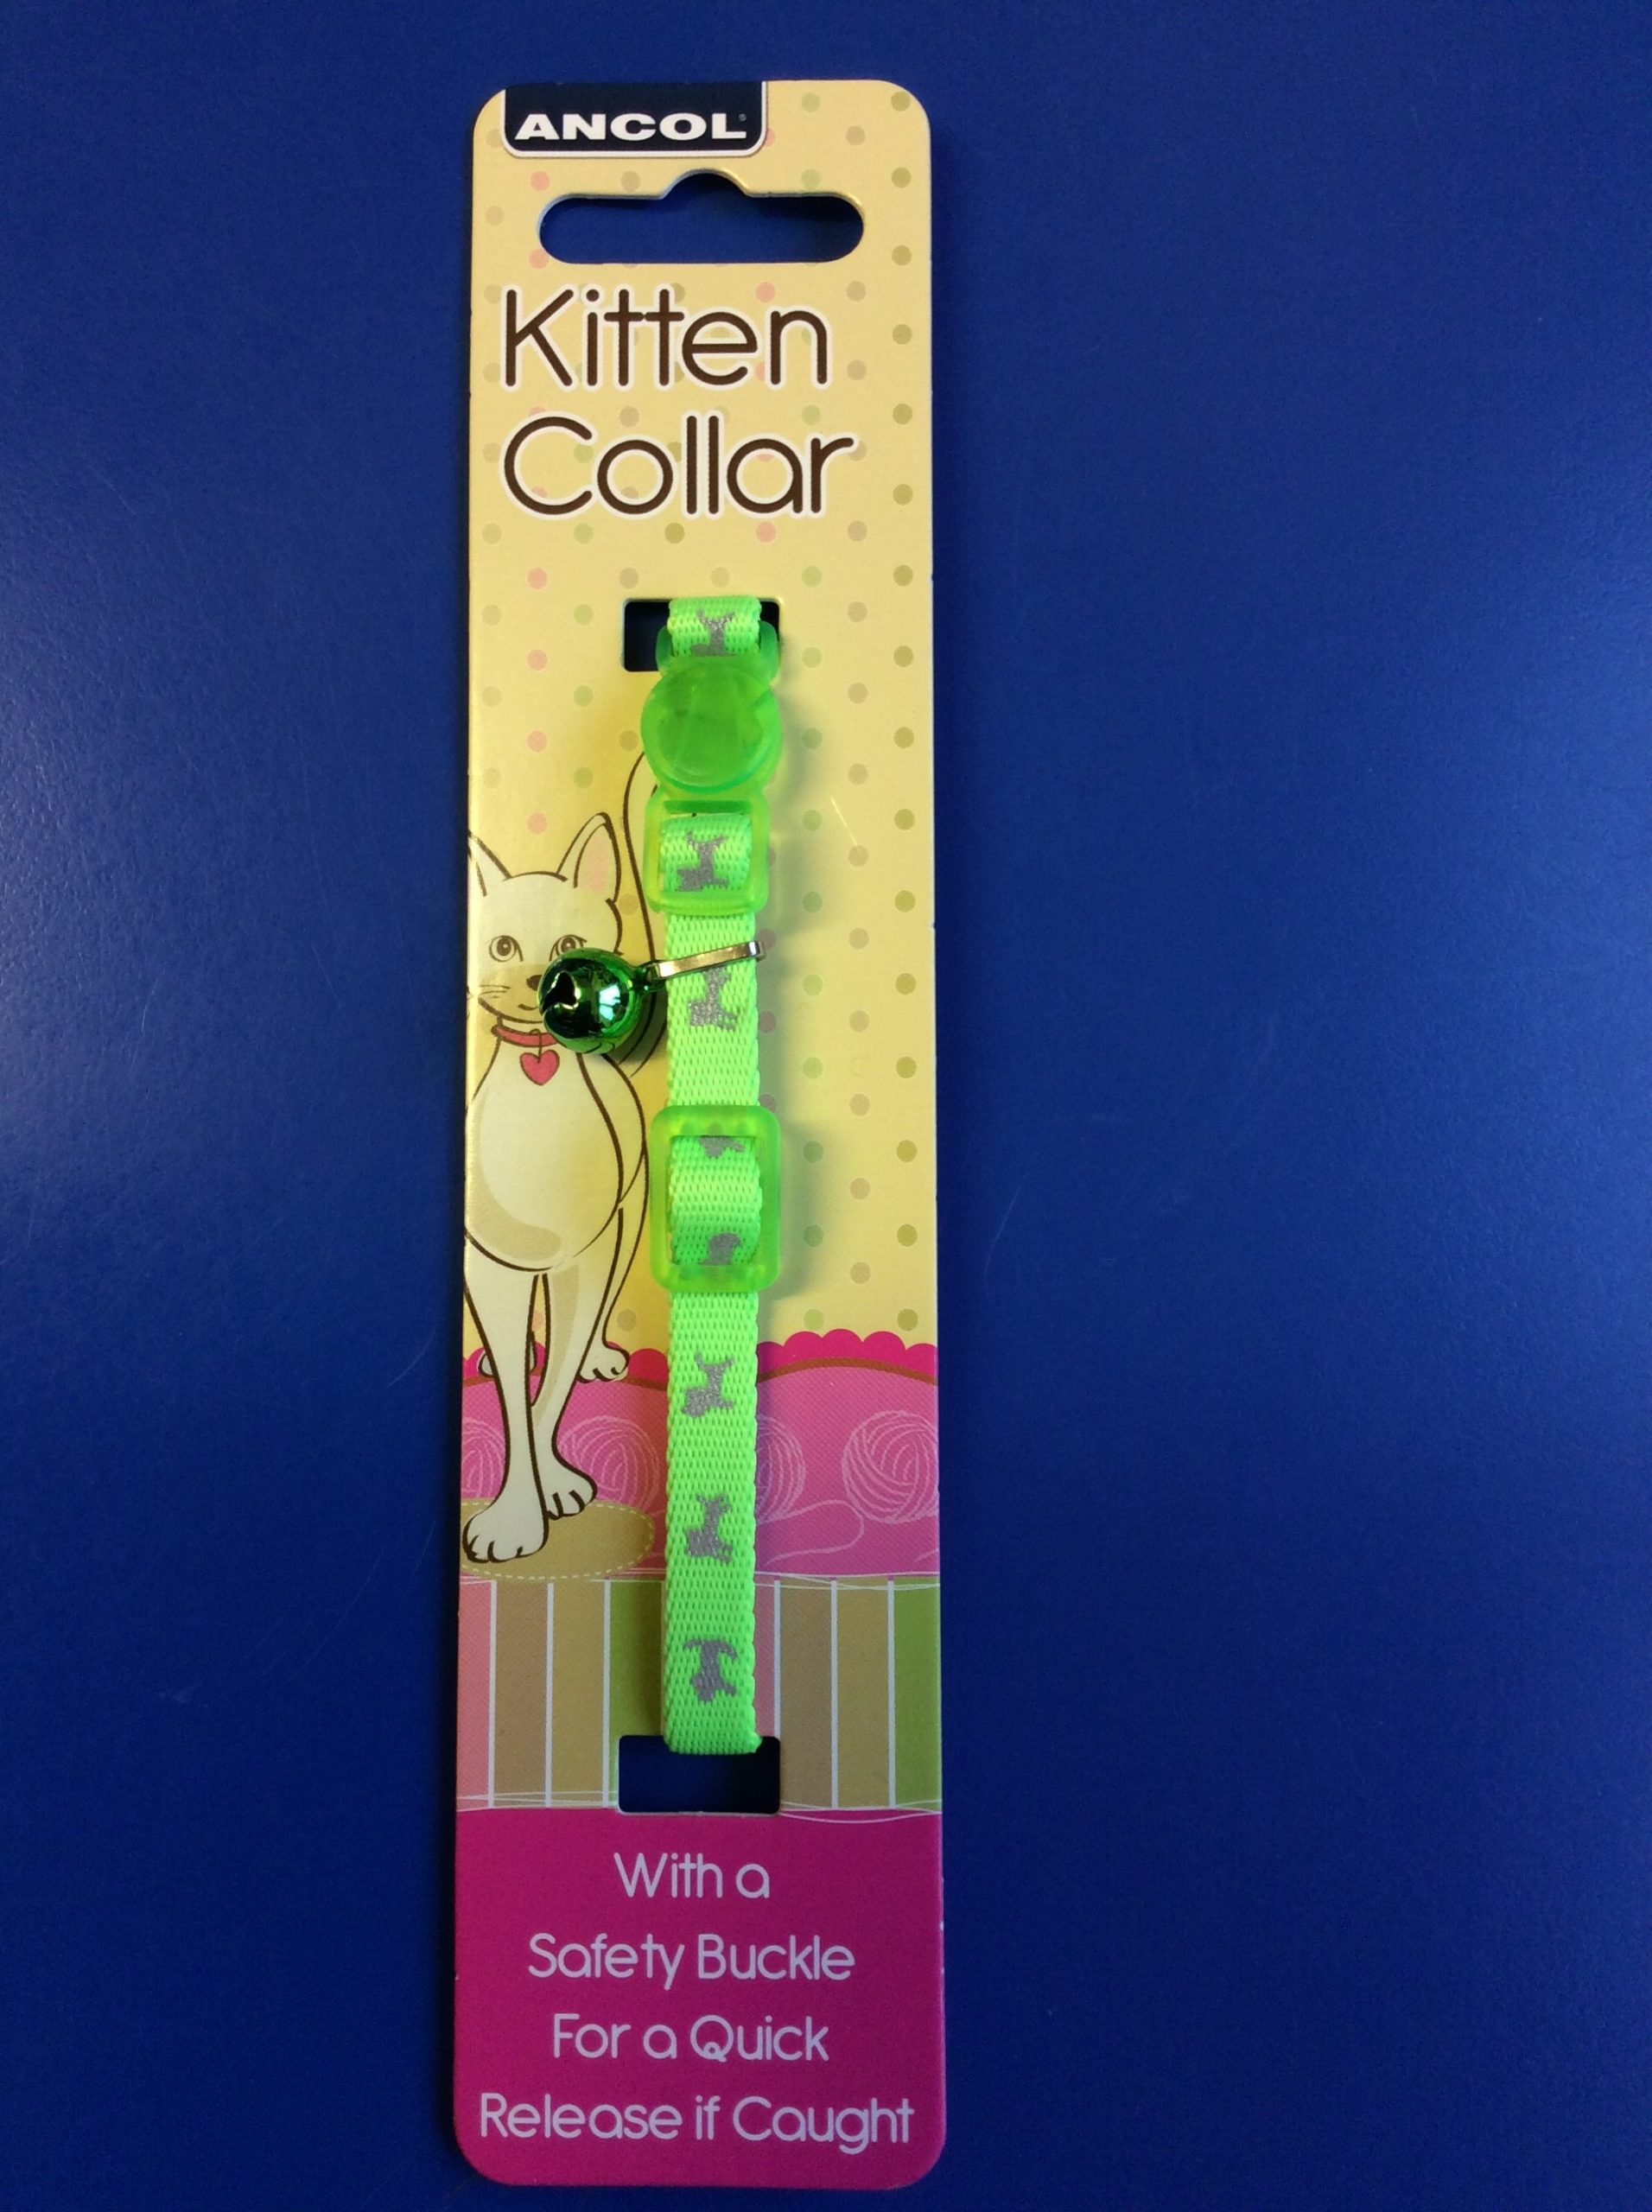 ANCOL
Kitten
Collar
With a
Safety Buckle
For a Quick
Release if Caught